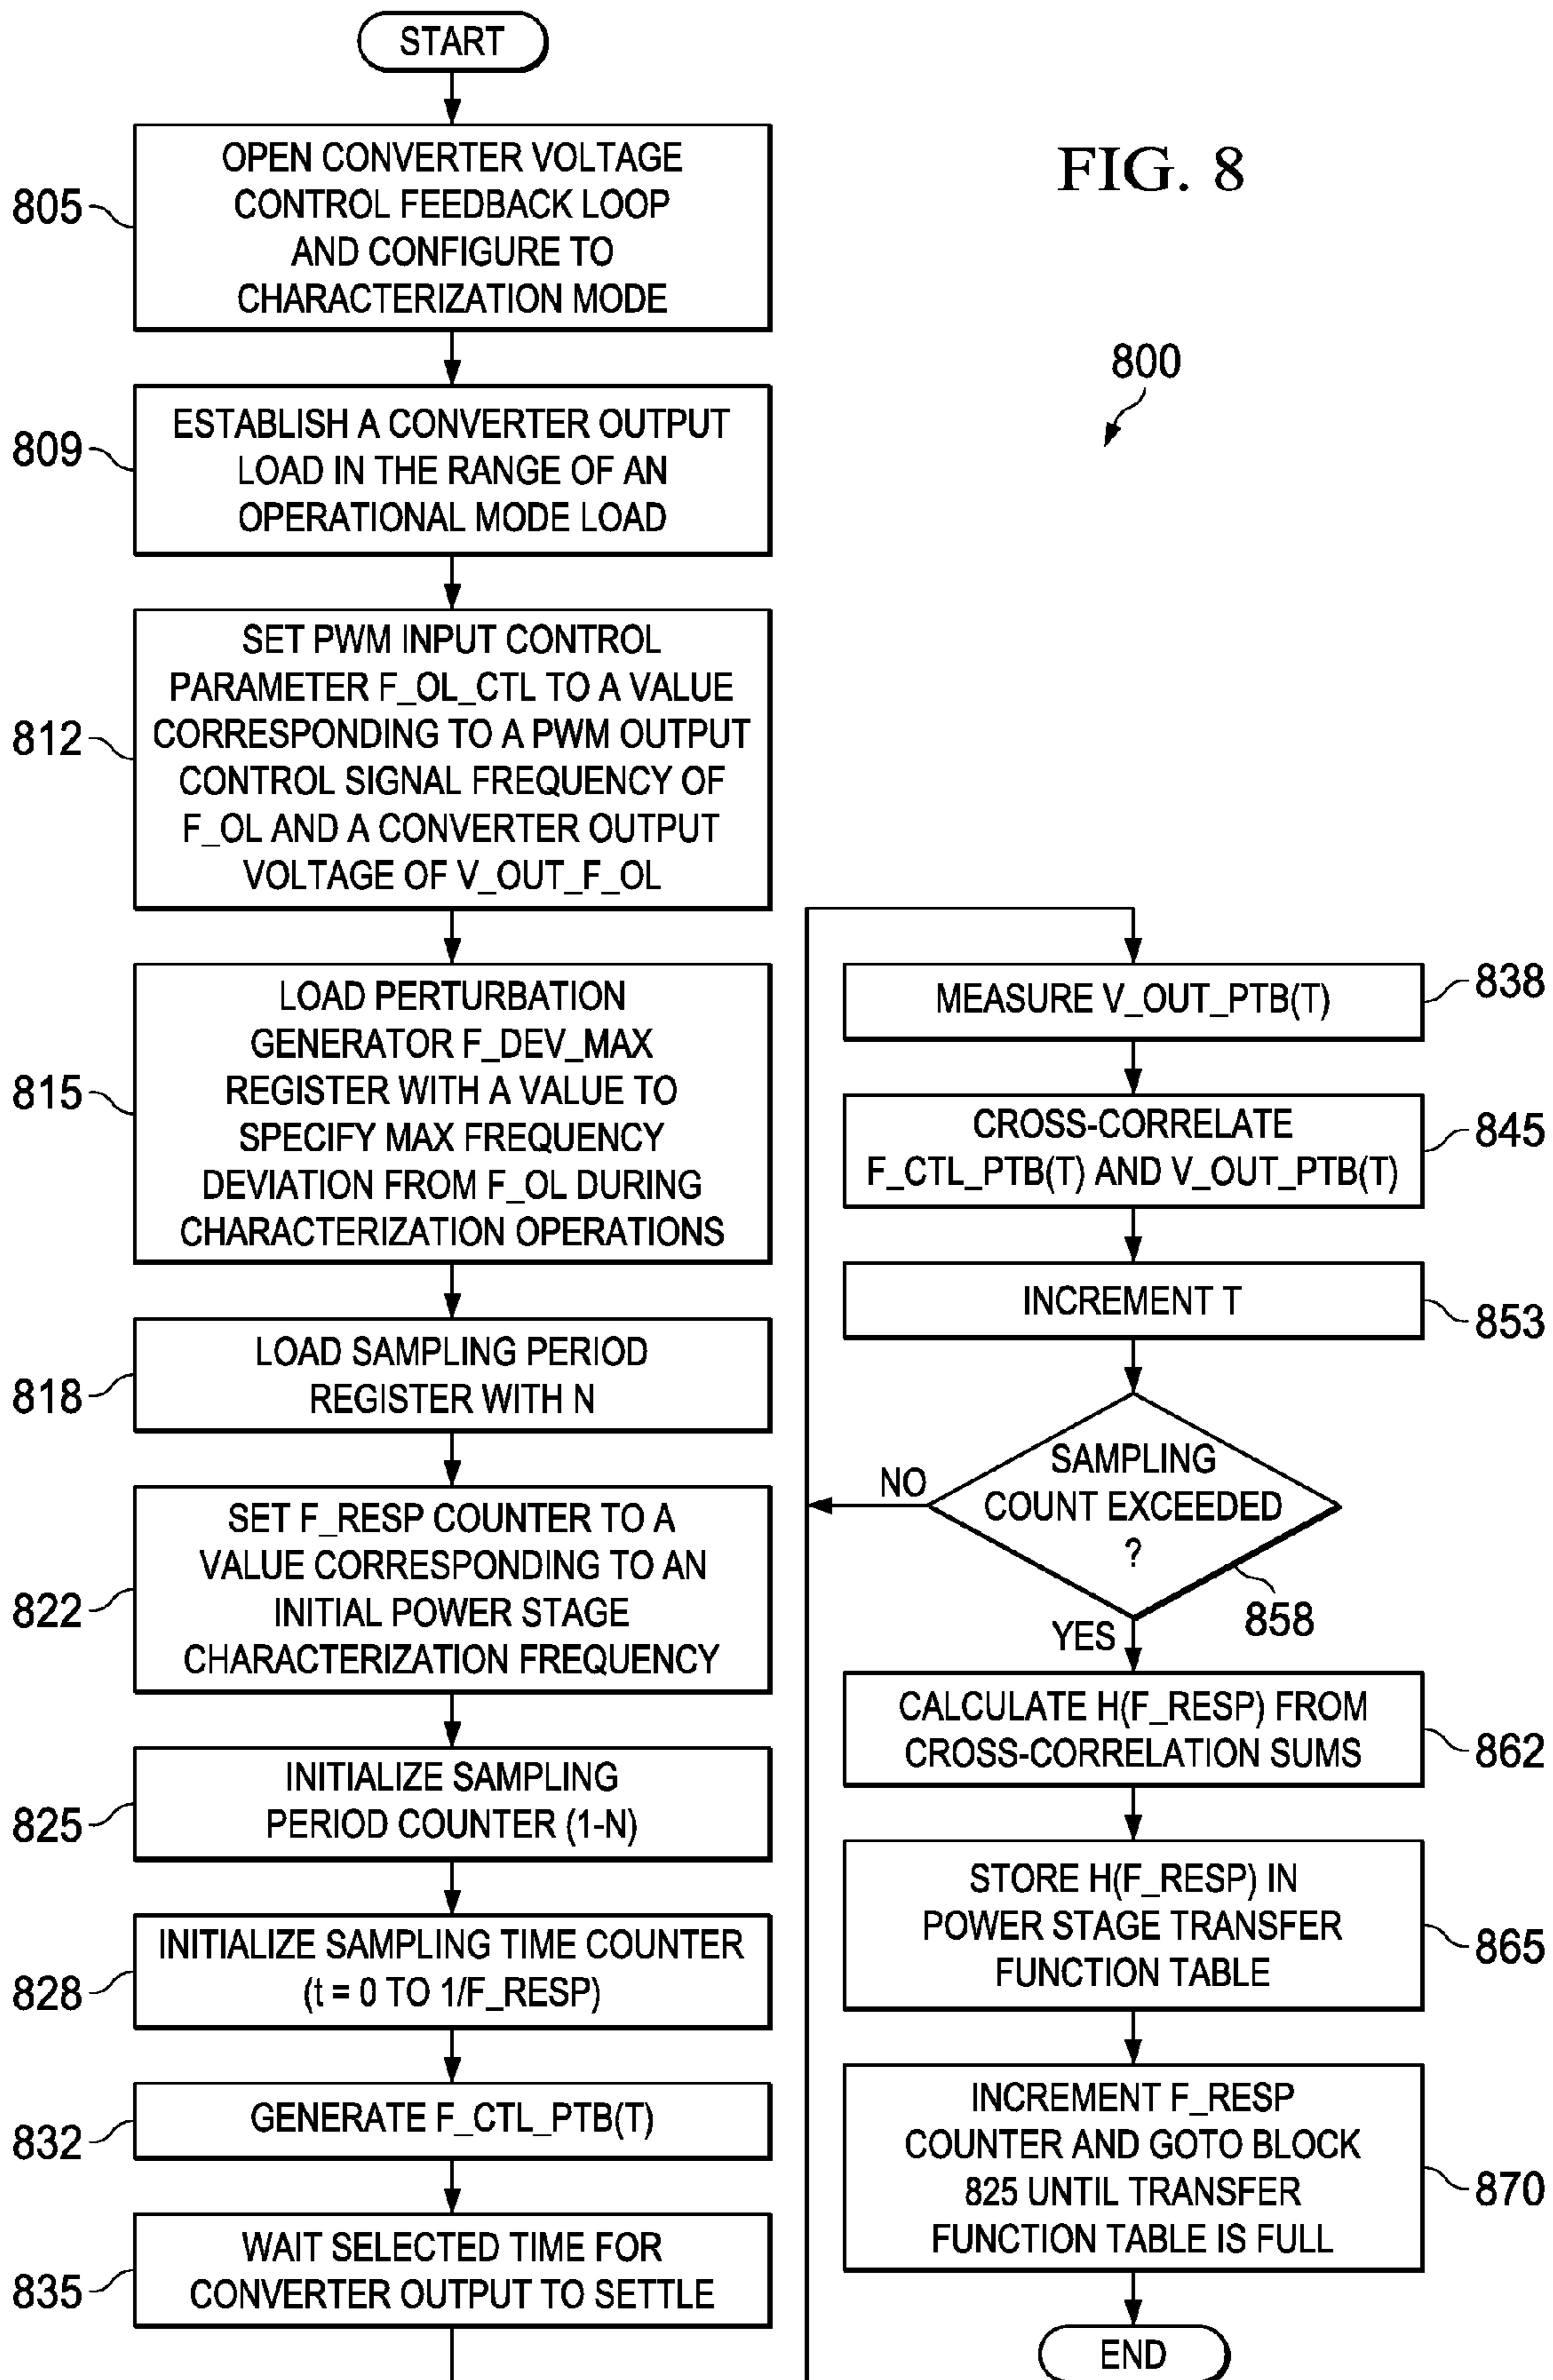 START
OPEN CONVERTER VOLTAGE
CONTROL FEEDBACK LOOP
AND CONFIGURE TO
CHARACTERIZATION MODE
805
ESTABLISH A CONVERTER OUTPUT
LOAD IN THE RANGE OF AN
OPERATIONAL MODE LOAD
809
SET PWM INPUT CONTROL
PARAMETER F_OL_CTL TO A VALUE
CORRESPONDING TO A PWM OUTPUT
CONTROL SIGNAL FREQUENCY OF
F_OL AND A CONVERTER OUTPUT
VOLTAGE OF V_OUT_F_OL
812
LOAD PERTURBATION
GENERATOR F_DEV_MAX
REGISTER WITH A VALUE TO
SPECIFY MAX FREQUENCY
DEVIATION FROM F_OL DURING
CHARACTERIZATION OPERATIONS
815
LOAD SAMPLING PERIOD
REGISTER WITH N
818
SET F_RESP COUNTER TO A
VALUE CORRESPONDING TO AN
INITIAL POWER STAGE
CHARACTERIZATION FREQUENCY
822
INITIALIZE SAMPLING
PERIOD COUNTER (1-N)
825
INITIALIZE SAMPLING TIME COUNTER
(t = 0 TO 1/F_RESP)
828
GENERATE F_CTL_PTB(T)
832
WAIT SELECTED TIME FOR
CONVERTER OUTPUT TO SETTLE
835
FIG. 8
800
MEASURE V_OUT_PTB(T)
838
CROSS-CORRELATE
F_CTL_PTB(T) AND V_OUT_PTB(T)
845
INCREMENT T
853
SAMPLING
COUNT EXCEEDED
?
NO
858
YES
CALCULATE H(F_RESP) FROM
CROSS-CORRELATION SUMS
862
STORE H(F_RESP) IN
POWER STAGE TRANSFER
FUNCTION TABLE
865
INCREMENT F_RESP
COUNTER AND GOTO BLOCK
825 UNTIL TRANSFER
FUNCTION TABLE IS FULL
870
END